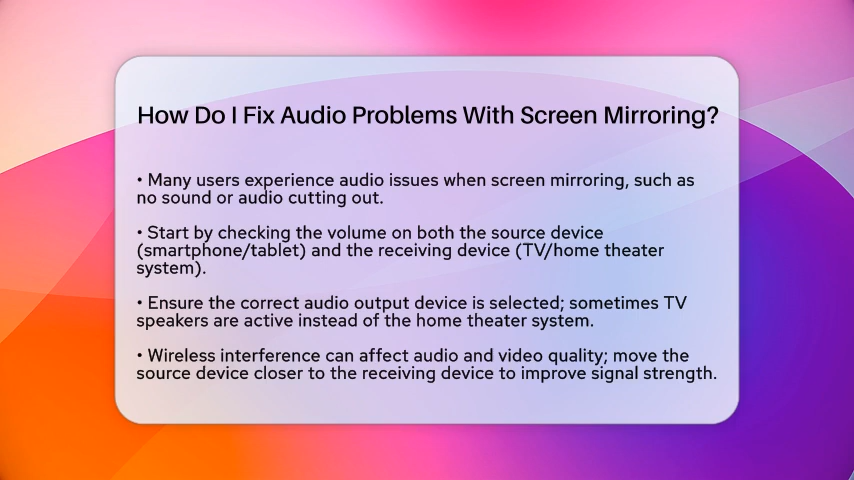 How Do I Fix Audio Problems With Screen Mirroring?
• Many users experience audio issues when screen mirroring, such as
no sound or audio cutting out.
• Start by checking the volume on both the source device
(smartphone/tablet) and the receiving device (TV/home theater
system).
• Ensure the correct audio output device is selected; sometimes TV
speakers are active instead of the home theater system.
• Wireless interference can affect audio and video quality; move the
source device closer to the receiving device to improve signal strength.